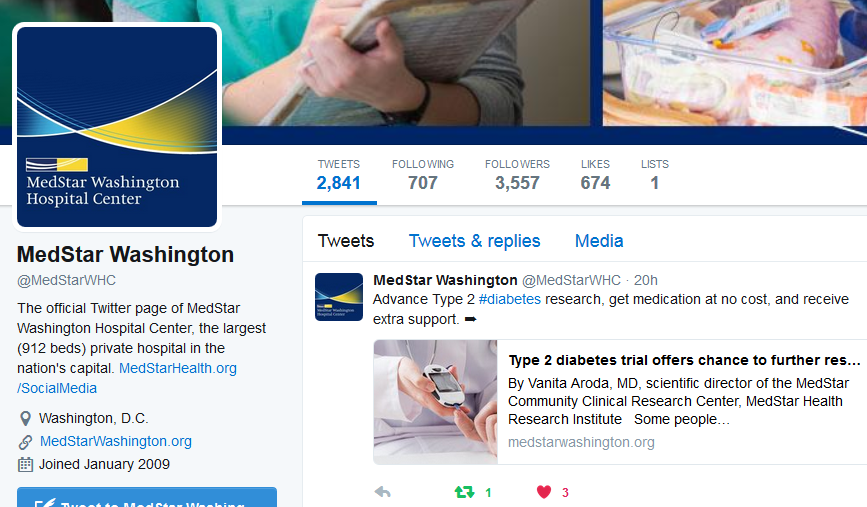 MedStar Washington
Hospital Center
TWEETS FOLLOWING FOLLOWERS LIKES LISTS
2,841 707 3,557 674 1
MedStar Washington
@MedStarWHC
The official Twitter page of MedStar
Washington Hospital Center, the largest
(912 beds) private hospital in the
nation's capital. MedStarHealth.org
/SocialMedia
Washington, D.C.
MedStarWashington.org
Joined January 2009
Tweet to MedStar Washing
Tweets Tweets & replies Media
MedStar Washington @MedStarWHC · 20h
Advance Type 2 #diabetes research, get medication at no cost, and receive
extra support. ➨
Type 2 diabetes trial offers chance to further res...
By Vanita Aroda, MD, scientific director of the MedStar
Community Clinical Research Center, MedStar Health
Research Institute Some people...
medstarwashington.org
1 3